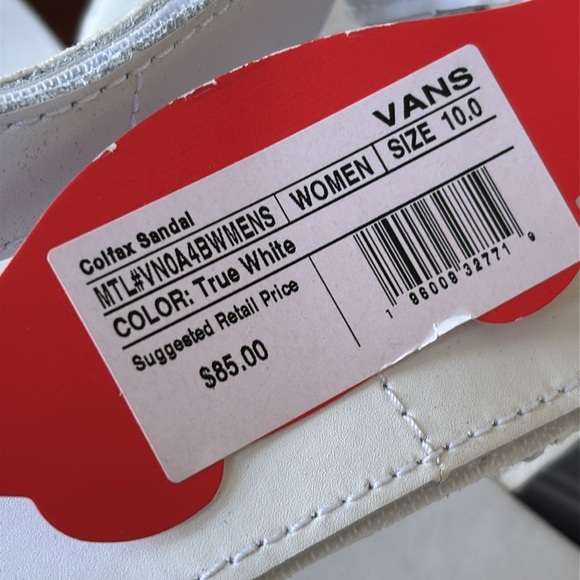 VANS
Colfax Sandal
MTL#VN0A4BWMENS WOMEN SIZE 10.0
COLOR: True White
Suggested Retail Price
$85.00
1 96009 32771 9